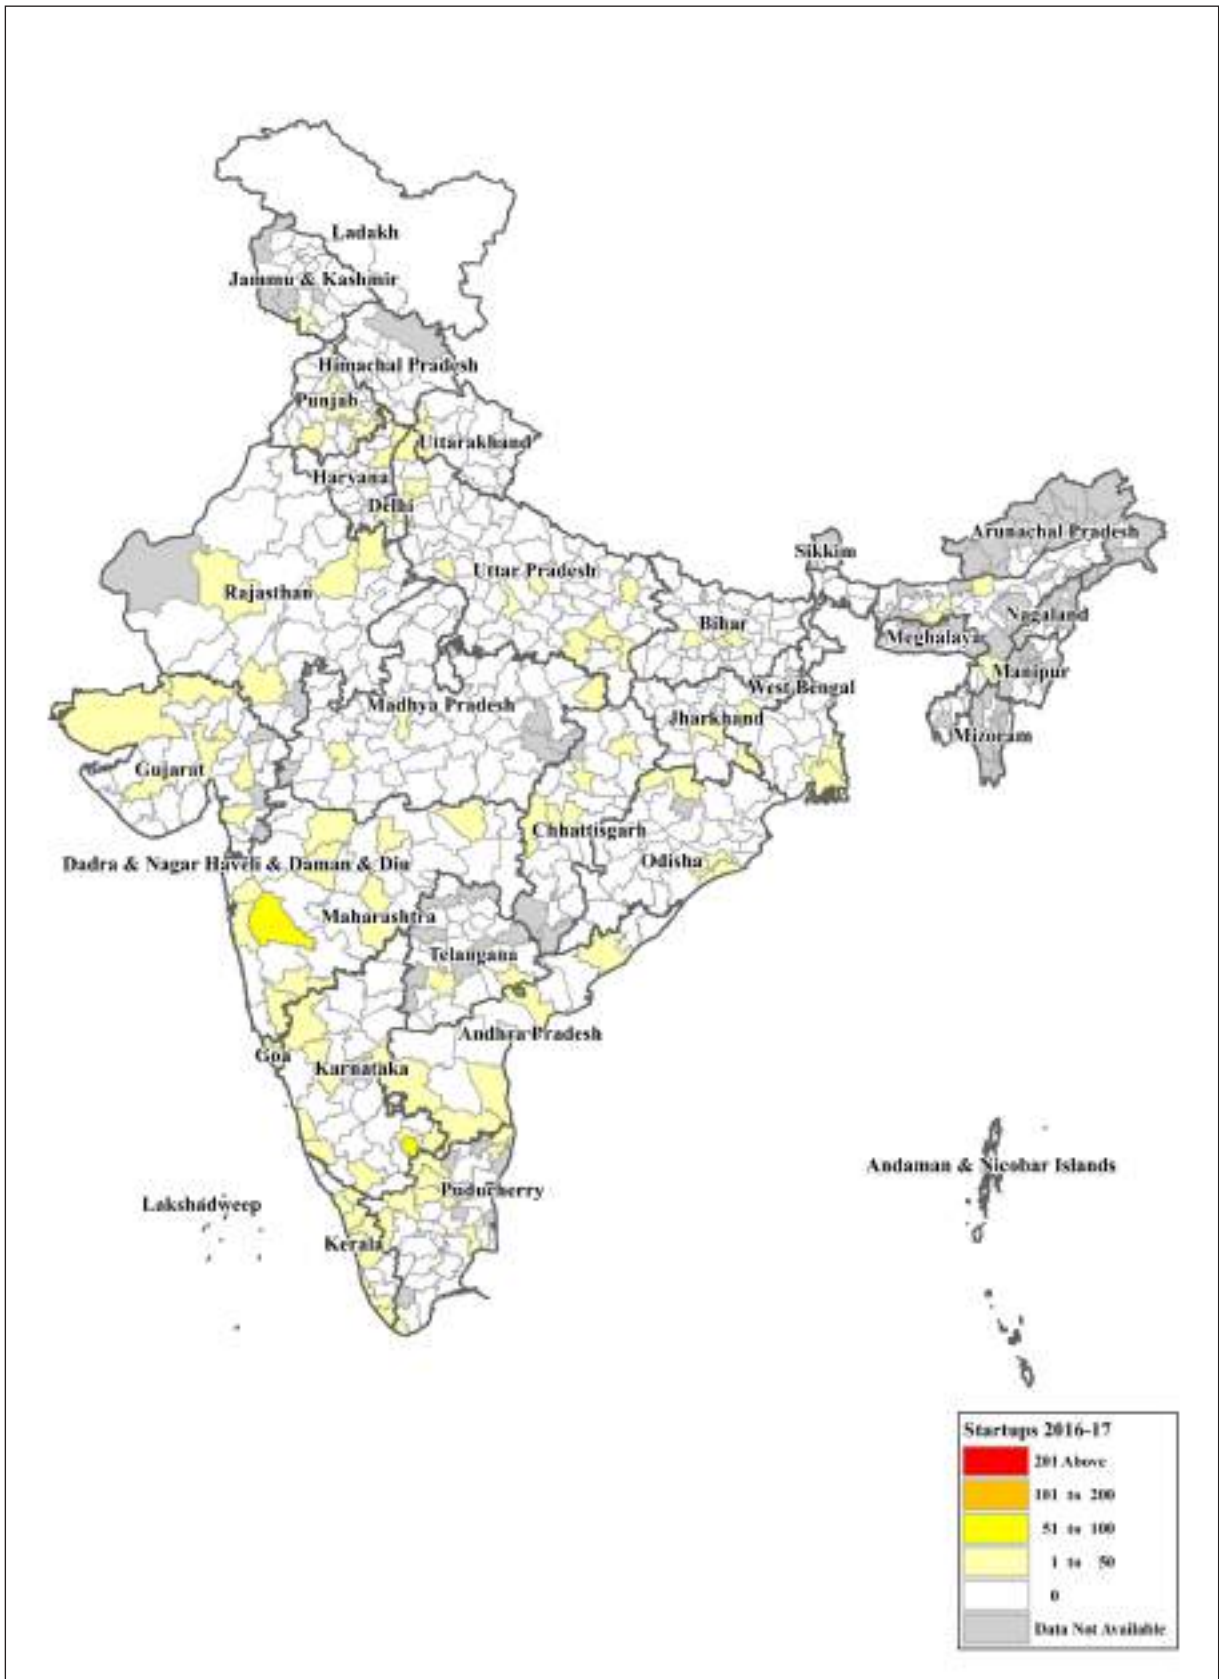 Ladakh
Jammu & Kashmir
Himachal Pradesh
Punjab
Uttarakhand
Haryana
Delhi
Arunachal Pradesh
Sikkim
Uttar Pradesh
Rajasthan
Nagaland
Bihar
Meghalaya
Manipur
West Bengal
Madhya Pradesh
Jharkhand
Mizoram
Gujarat
Chhattisgarh
Odisha
Dadra & Nagar Haveli & Daman & Diu
Maharashtra
Telangana
Andhra Pradesh
Goa
Karnataka
Andaman & Nicobar Islands
Puducherry
Lakshadweep
Kerala
Startups 2016-17
201 Above
101 to 200
51 to 100
1 to 50
0
Data Not Available